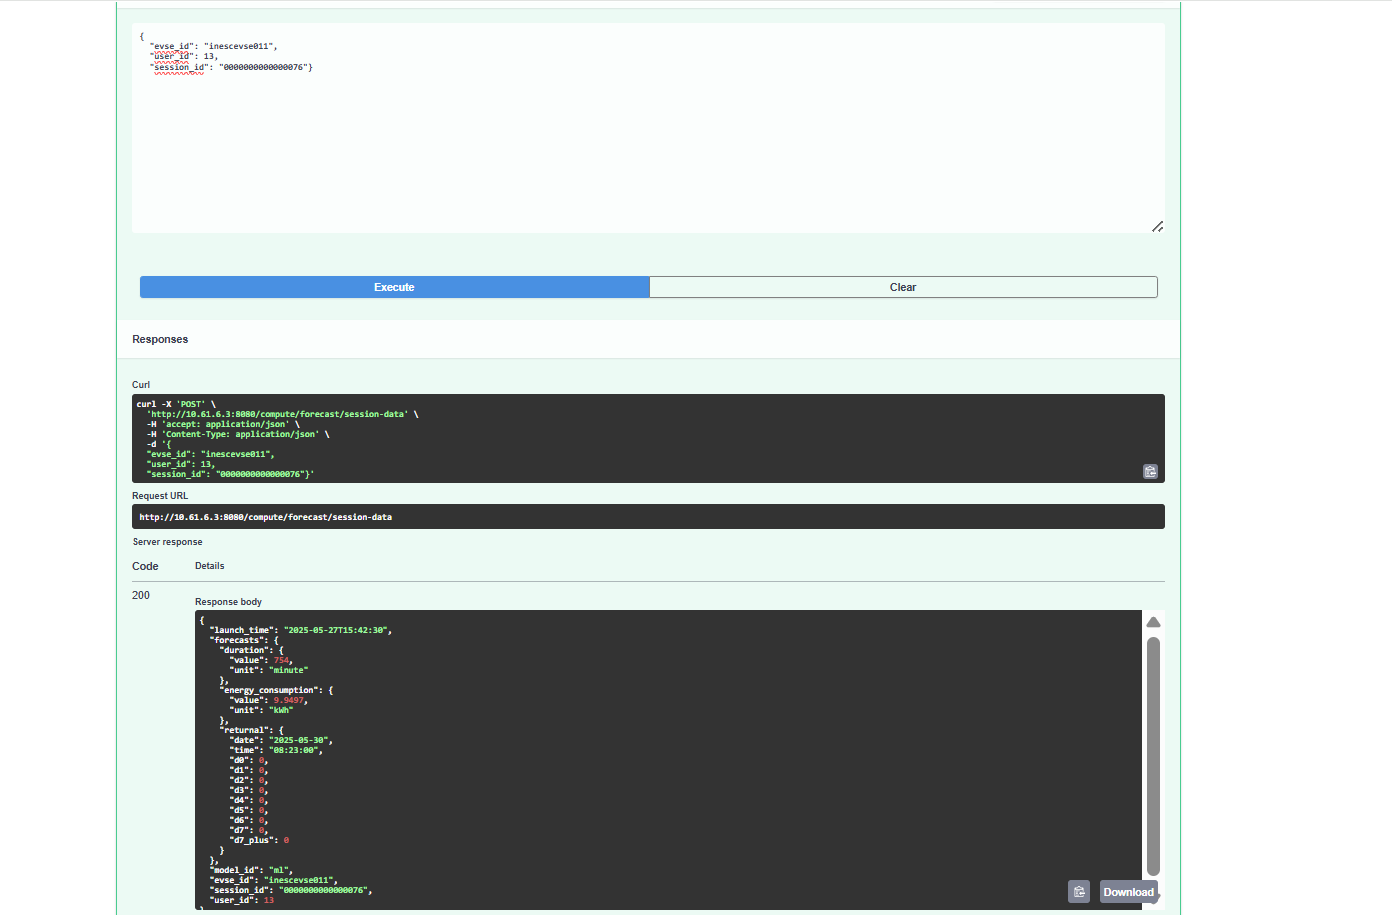 {
  "evse_id": "inescevse011",
  "user_id": 13,
  "session_id": "0000000000000076"}
Execute
Clear
Responses
Curl
curl -X 'POST' \
  'http://10.61.6.3:8080/compute/forecast/session-data' \
  -H 'accept: application/json' \
  -H 'Content-Type: application/json' \
  -d '{
  "evse_id": "inescevse011",
  "user_id": 13,
  "session_id": "0000000000000076"}'
Request URL
http://10.61.6.3:8080/compute/forecast/session-data
Server response
Code Details
200
Response body
{
  "launch_time": "2025-05-27T15:42:30",
  "forecasts": {
    "duration": {
      "value": 754,
      "unit": "minute"
    },
    "energy_consumption": {
      "value": 9.9497,
      "unit": "kWh"
    },
    "returnal": {
      "date": "2025-05-30",
      "time": "08:23:00",
      "d0": 0,
      "d1": 0,
      "d2": 0,
      "d3": 0,
      "d4": 0,
      "d5": 0,
      "d6": 0,
      "d7": 0,
      "d7_plus": 0
    }
  },
  "model_id": "ml",
  "evse_id": "inescevse011",
  "session_id": "0000000000000076",
  "user_id": 13
Download